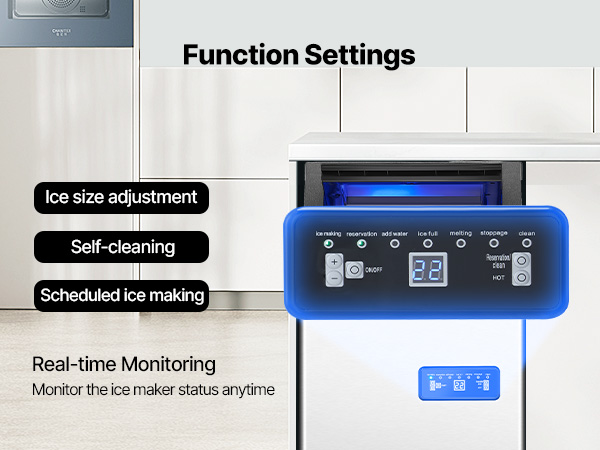 Function Settings
Ice size adjustment
Self-cleaning
Scheduled ice making
Real-time Monitoring
Monitor the ice maker status anytime
ice making reservation add water ice full melting stoppage clean
+
−
ON/OFF
Reservation/
clean
HOT